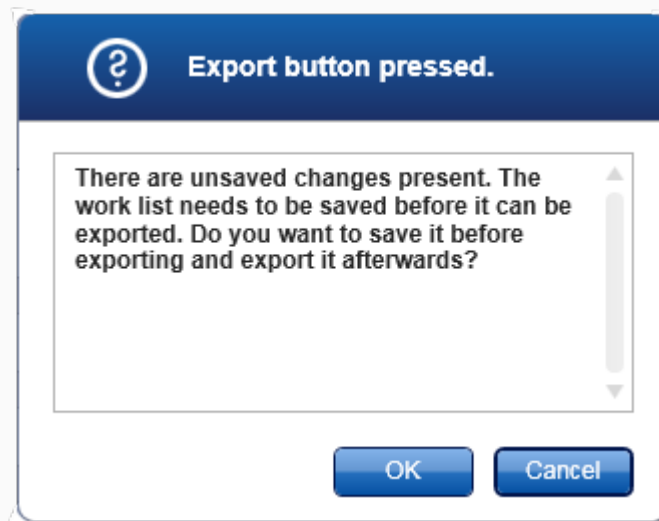 Export button pressed.
There are unsaved changes present. The
work list needs to be saved before it can be
exported. Do you want to save it before
exporting and export it afterwards?
OK
Cancel